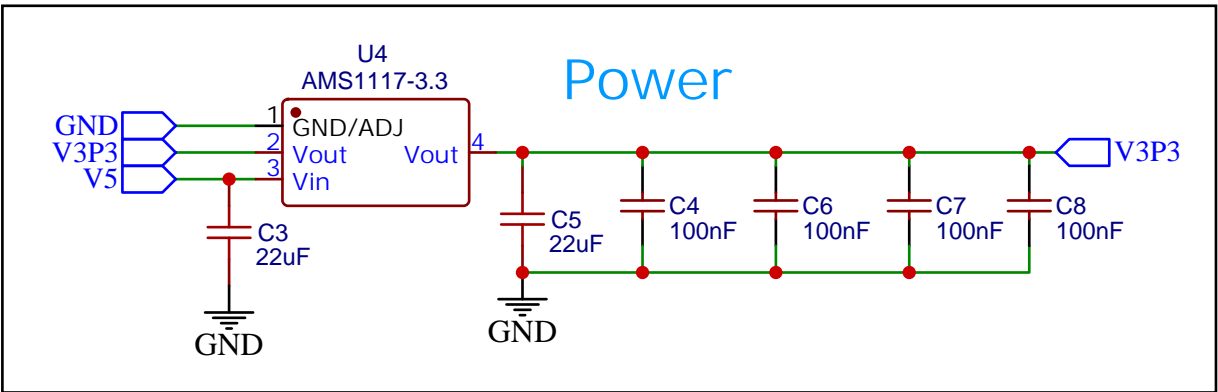 U4
AMS1117-3.3
Power
GND
V3P3
V5
1
2
3
GND/ADJ
Vout
Vin
Vout
4
V3P3
C3
22uF
GND
C5
22uF
C4
100nF
C6
100nF
C7
100nF
C8
100nF
GND